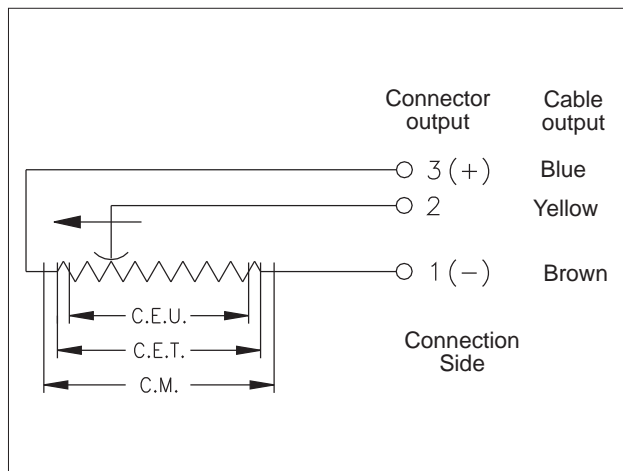 Connector output
Cable output
3 (+) Blue
2 Yellow
1 (-) Brown
C.E.U.
C.E.T.
C.M.
Connection Side